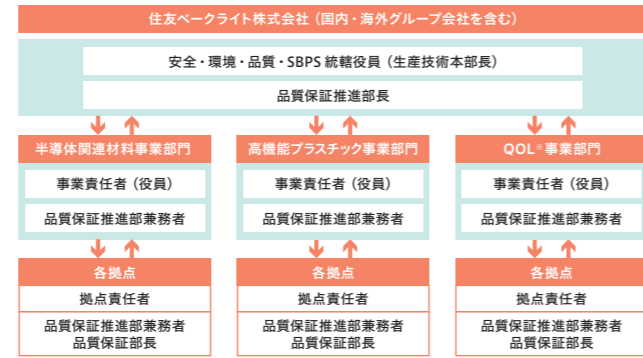 住友ベークライト株式会社（国内・海外グループ会社を含む）
安全・環境・品質・SBPS 統轄役員（生産技術本部長）
品質保証推進部長
半導体関連材料事業部門
事業責任者（役員）
品質保証推進部兼務者
各拠点
拠点責任者
品質保証推進部兼務者
品質保証部長
高機能プラスチック事業部門
事業責任者（役員）
品質保証推進部兼務者
各拠点
拠点責任者
品質保証推進部兼務者
品質保証部長
QOL®事業部門
事業責任者（役員）
品質保証推進部兼務者
各拠点
拠点責任者
品質保証推進部兼務者
品質保証部長